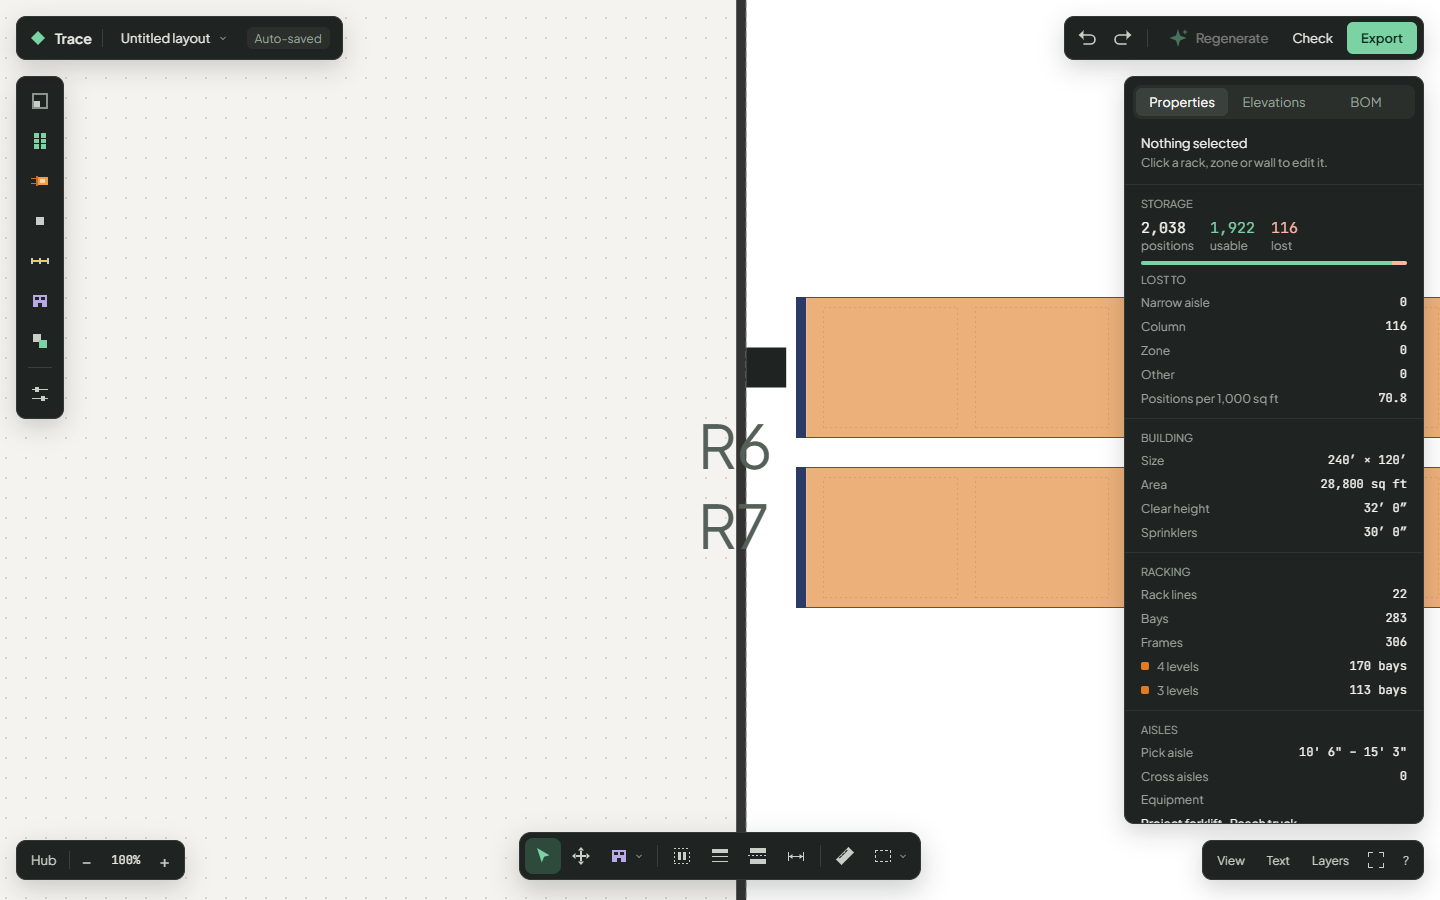 Trace
Untitled layout
Auto-saved
Regenerate
Check
Export
Properties
Elevations
BOM
Nothing selected
Click a rack, zone or wall to edit it.
STORAGE
2,038 1,922 116
positions usable lost
LOST TO
Narrow aisle 0
Column 116
Zone 0
Other 0
Positions per 1,000 sq ft 70.8
BUILDING
Size 240′ × 120′
Area 28,800 sq ft
Clear height 32′ 0″
Sprinklers 30′ 0″
RACKING
Rack lines 22
Bays 283
Frames 306
4 levels 170 bays
3 levels 113 bays
AISLES
Pick aisle 10' 6" – 15' 3"
Cross aisles 0
Equipment
Project forklift · Reach truck
R6
R7
Hub
– 100% +
View
Text
Layers
?